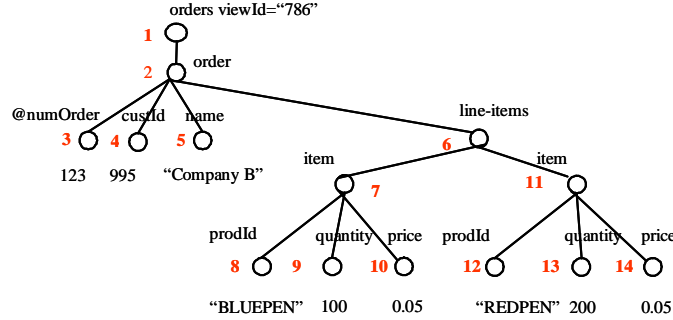 orders viewId=“786”
1
2 order
@numOrder custId name line-items
3 4 5 6
123 995 “Company B”
item item
7 11
prodId quantity price prodId quantity price
8 9 10 12 13 14
“BLUEPEN” 100 0.05 “REDPEN” 200 0.05